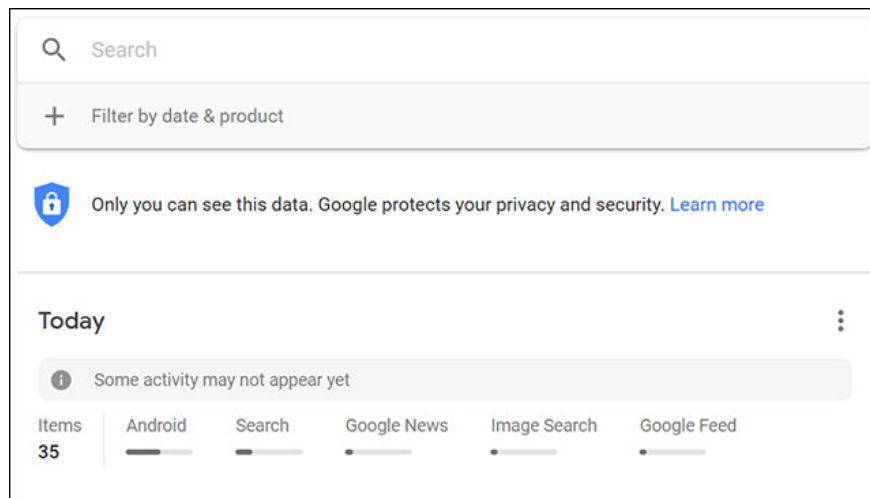 Search
Filter by date & product
Only you can see this data. Google protects your privacy and security. Learn more
Today
Some activity may not appear yet
Items Android Search Google News Image Search Google Feed
35